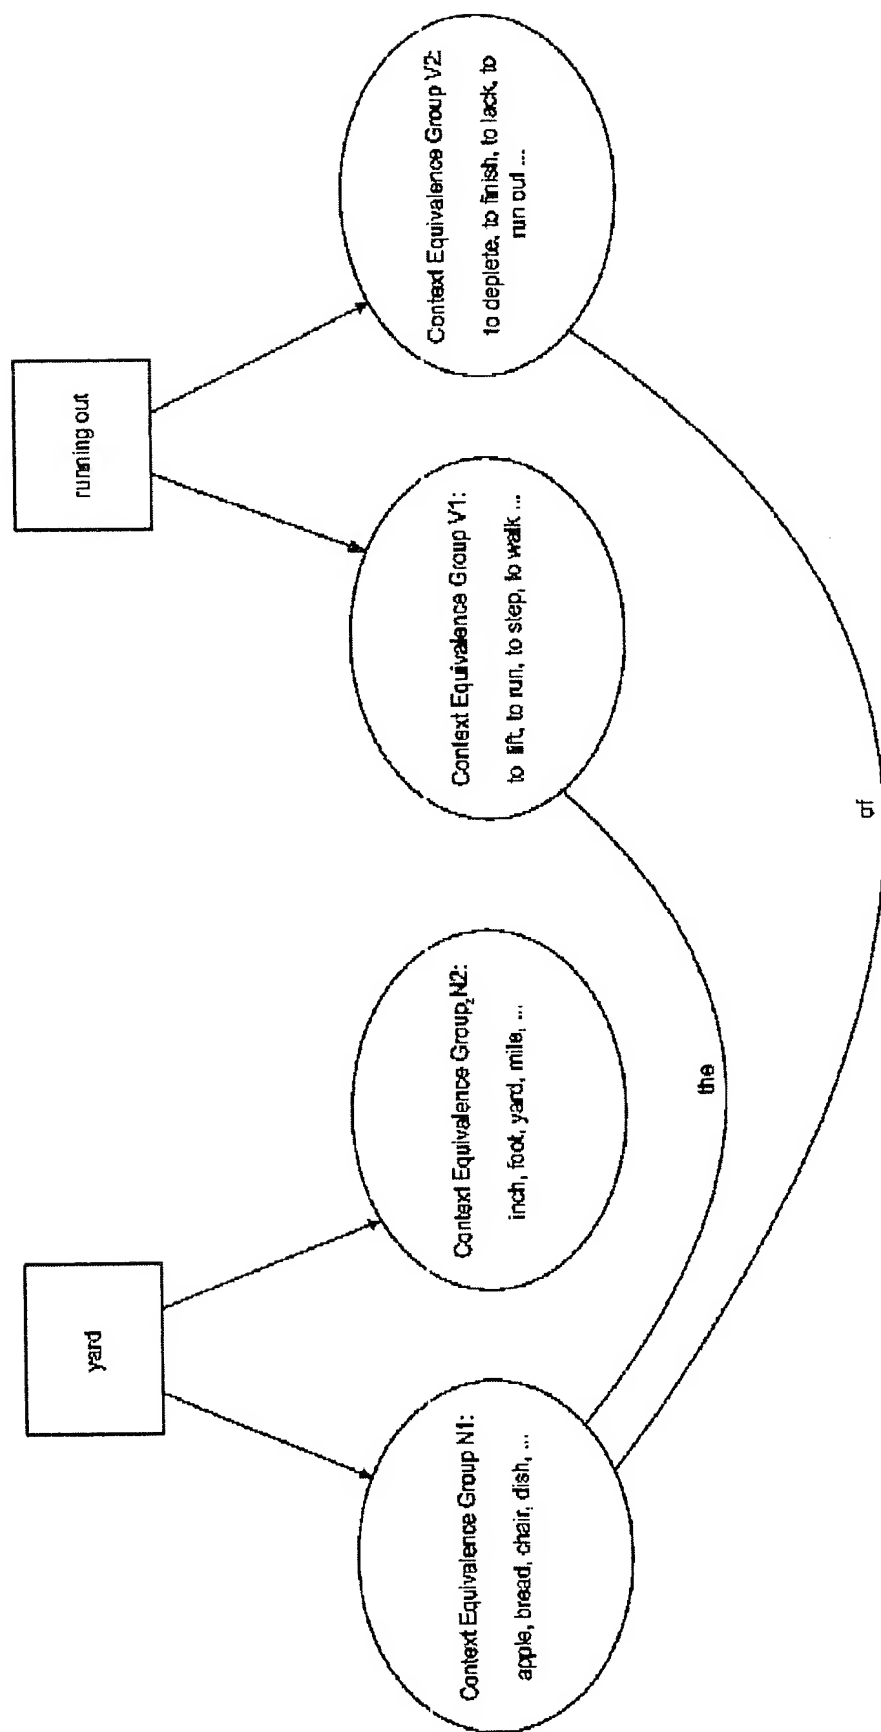 yard
running out
Context Equivalence Group N1:
apple, bread, chair, dish, ...
Context Equivalence Group N2:
inch, foot, yard, mile, ...
Context Equivalence Group V1:
to lift, to run, to step, to walk ...
Context Equivalence Group V2:
to deplete, to finish, to lack, to
run out ...
the
of